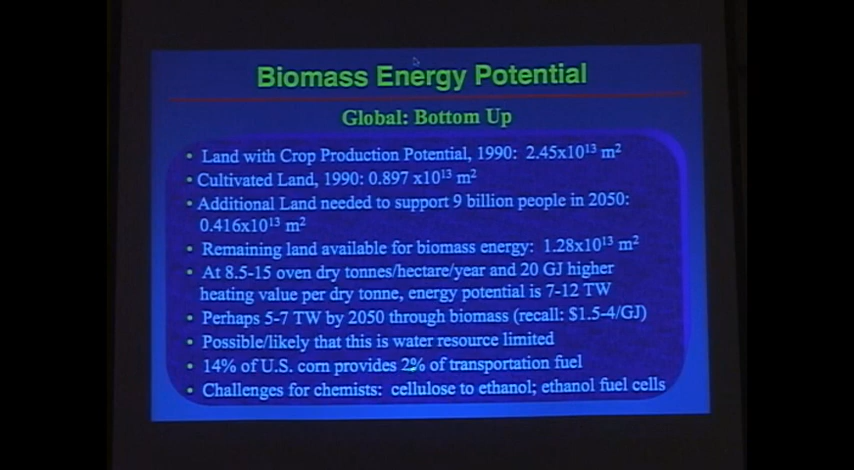 Biomass Energy Potential
Global: Bottom Up
• Land with Crop Production Potential, 1990: 2.45x10¹³ m²
• Cultivated Land, 1990: 0.897 x10¹³ m²
• Additional Land needed to support 9 billion people in 2050:
0.416x10¹³ m²
• Remaining land available for biomass energy: 1.28x10¹³ m²
• At 8.5-15 oven dry tonnes/hectare/year and 20 GJ higher
heating value per dry tonne, energy potential is 7-12 TW
• Perhaps 5-7 TW by 2050 through biomass (recall: $1.5-4/GJ)
• Possible/likely that this is water resource limited
• 14% of U.S. corn provides 2% of transportation fuel
• Challenges for chemists: cellulose to ethanol; ethanol fuel cells